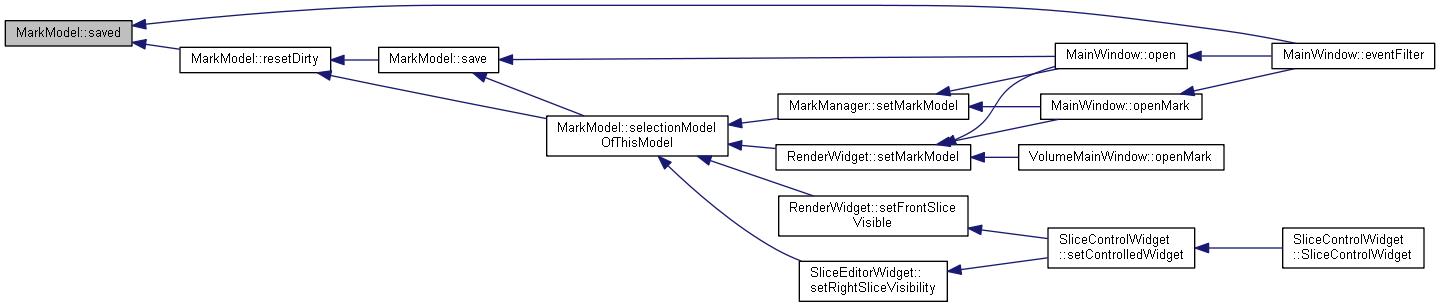 MarkModel::saved
MarkModel::resetDirty
MarkModel::save
MarkModel::selectionModel
OfThisModel
MarkManager::setMarkModel
RenderWidget::setMarkModel
RenderWidget::setFrontSlice
Visible
SliceEditorWidget::
setRightSliceVisibility
MainWindow::open
MainWindow::openMark
VolumeMainWindow::openMark
SliceControlWidget
::setControlledWidget
MainWindow::eventFilter
SliceControlWidget
::SliceControlWidget